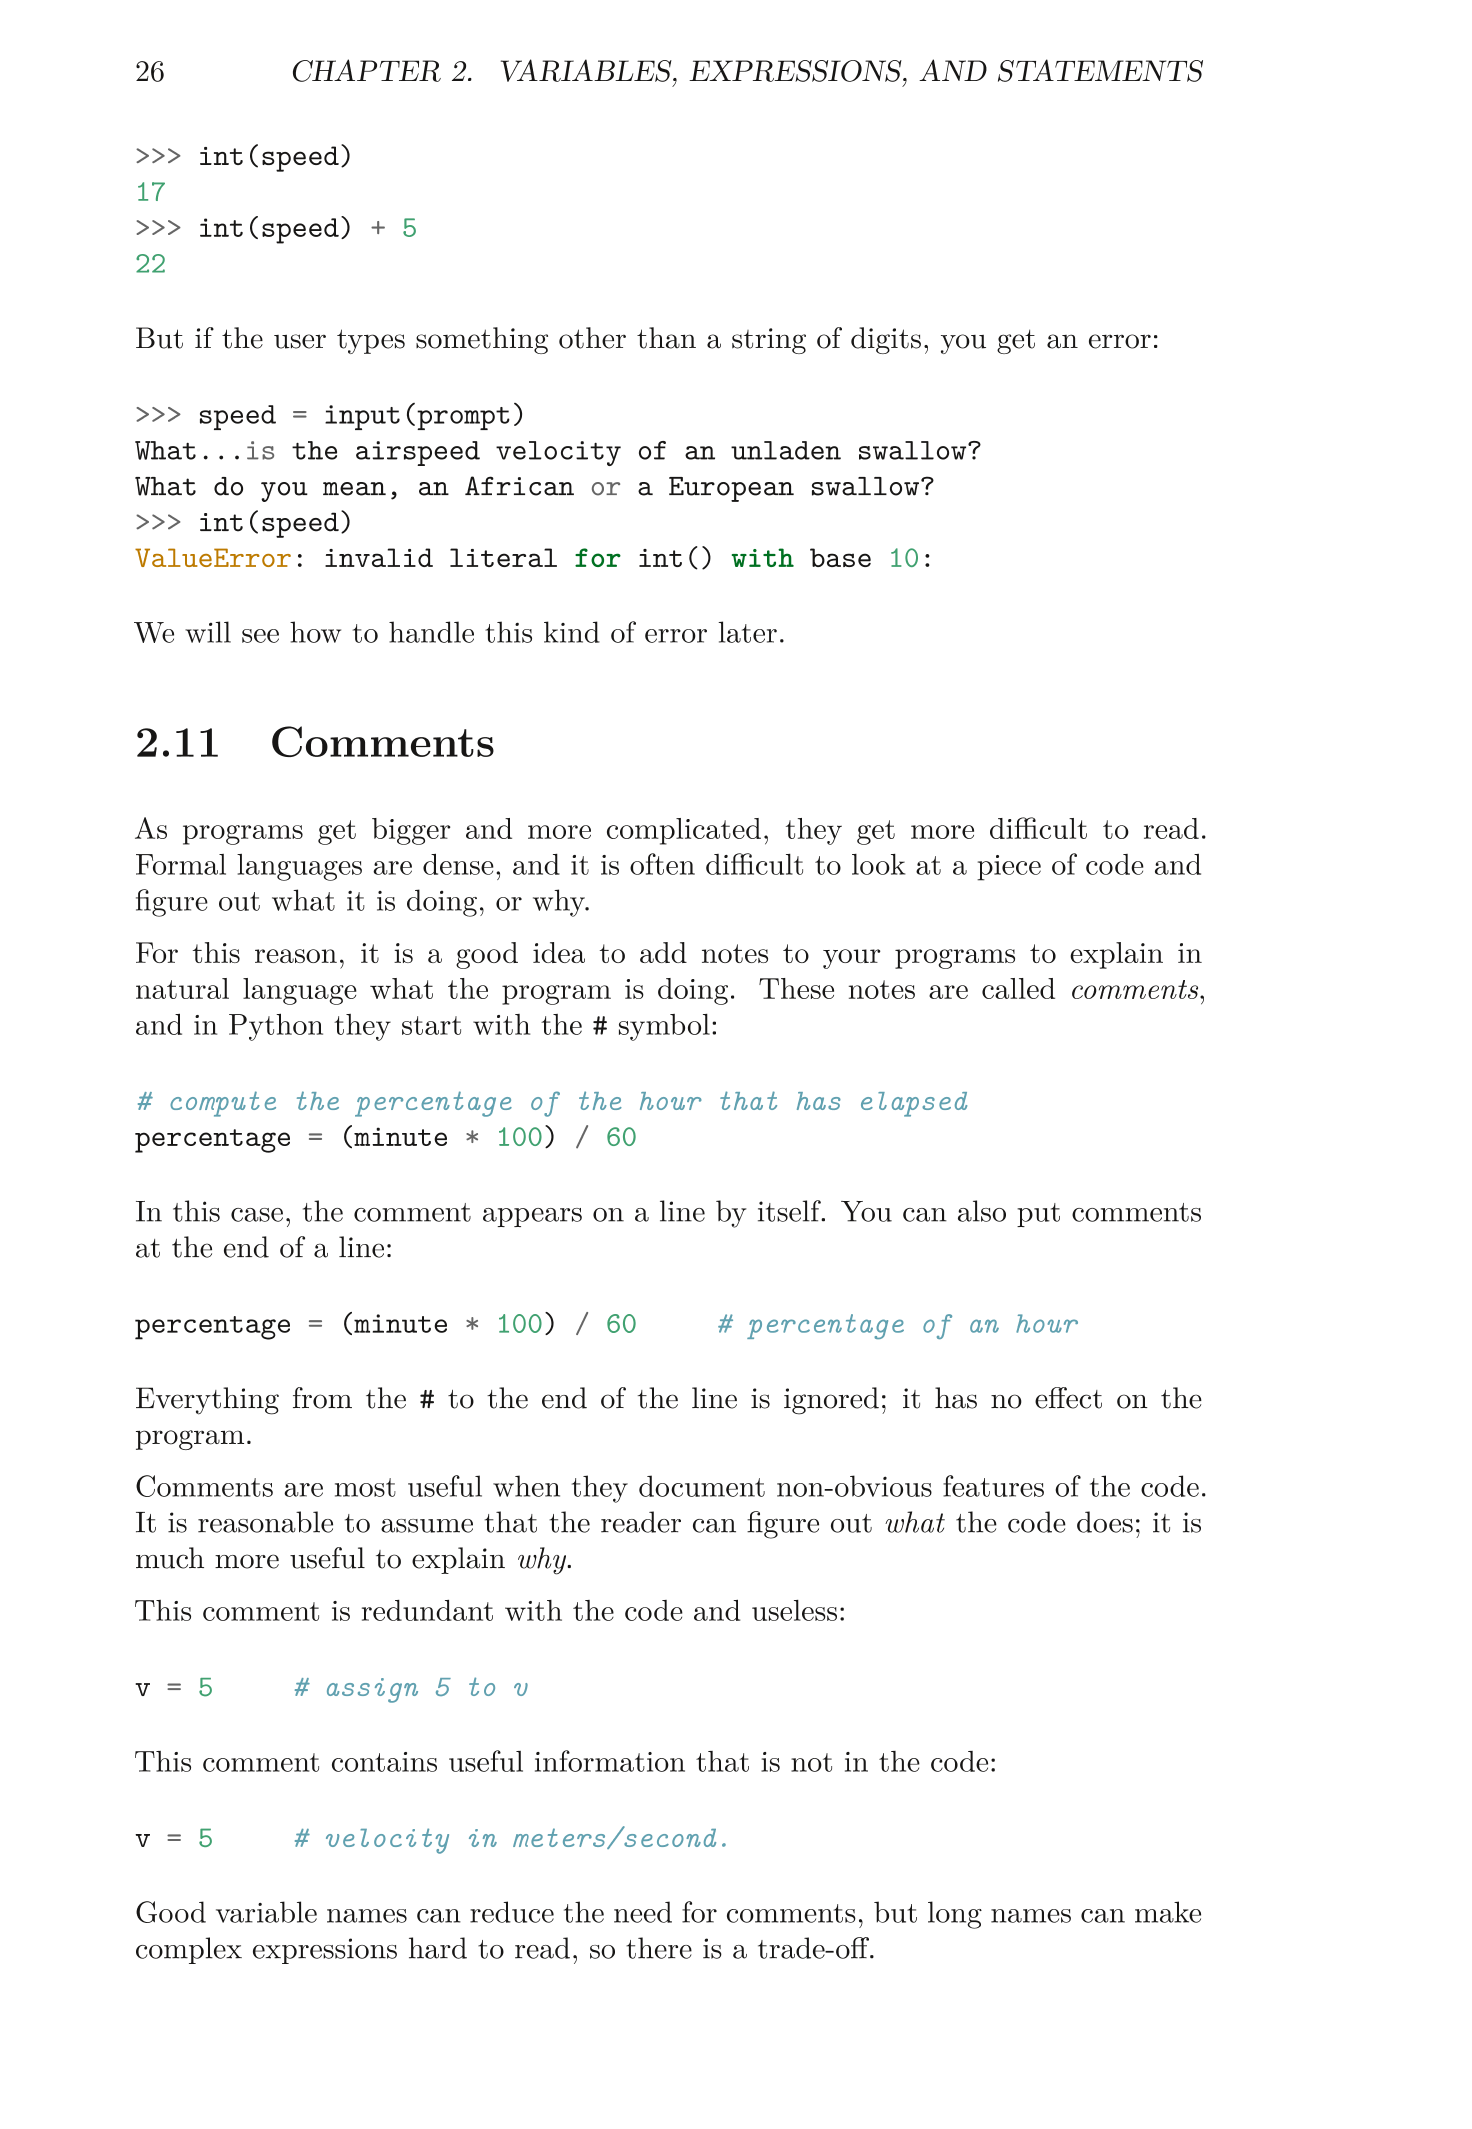 26 CHAPTER 2. VARIABLES, EXPRESSIONS, AND STATEMENTS
>>> int(speed)
17
>>> int(speed) + 5
22
But if the user types something other than a string of digits, you get an error:
>>> speed = input(prompt)
What...is the airspeed velocity of an unladen swallow?
What do you mean, an African or a European swallow?
>>> int(speed)
ValueError: invalid literal for int() with base 10:
We will see how to handle this kind of error later.
2.11 Comments
As programs get bigger and more complicated, they get more difficult to read.
Formal languages are dense, and it is often difficult to look at a piece of code and
figure out what it is doing, or why.
For this reason, it is a good idea to add notes to your programs to explain in
natural language what the program is doing. These notes are called comments,
and in Python they start with the # symbol:
# compute the percentage of the hour that has elapsed
percentage = (minute * 100) / 60
In this case, the comment appears on a line by itself. You can also put comments
at the end of a line:
percentage = (minute * 100) / 60     # percentage of an hour
Everything from the # to the end of the line is ignored; it has no effect on the
program.
Comments are most useful when they document non-obvious features of the code.
It is reasonable to assume that the reader can figure out what the code does; it is
much more useful to explain why.
This comment is redundant with the code and useless:
v = 5     # assign 5 to v
This comment contains useful information that is not in the code:
v = 5     # velocity in meters/second.
Good variable names can reduce the need for comments, but long names can make
complex expressions hard to read, so there is a trade-off.